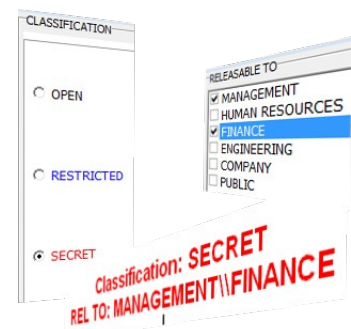 CLASSIFICATION
OPEN
RESTRICTED
SECRET
RELEASABLE TO
MANAGEMENT
HUMAN RESOURCES
FINANCE
ENGINEERING
COMPANY
PUBLIC
Classification: SECRET
REL TO: MANAGEMENT\\FINANCE